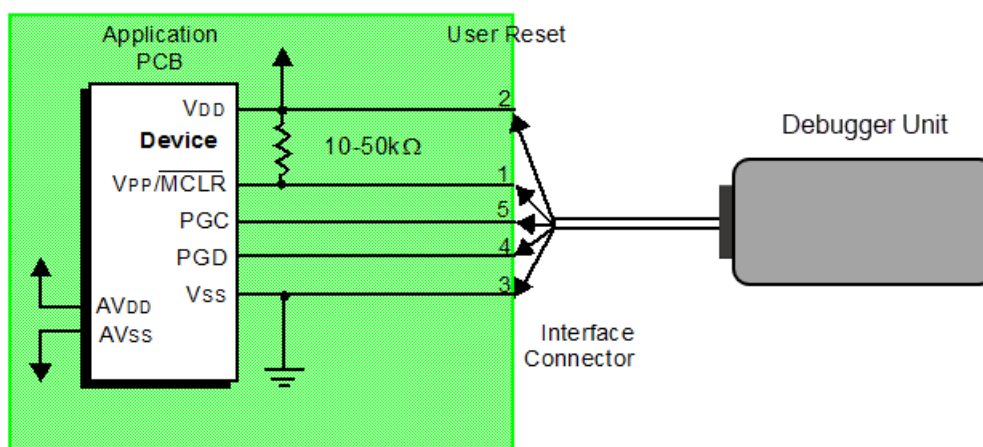 Application
PCB
User Reset
VDD
2
Device
10-50kΩ
VPP/MCLR
1
PGC
5
PGD
4
VSS
3
AVDD
AVSS
Interface
Connector
Debugger Unit